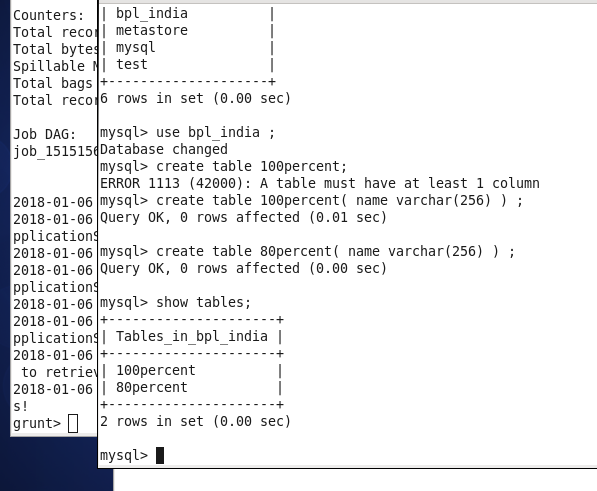 Counters:
Total recor
Total bytes
Spillable M
Total bags
Total recor
Job DAG:
job_1515156
2018-01-06
2018-01-06
pplicationS
2018-01-06
2018-01-06
pplicationS
2018-01-06
2018-01-06
pplicationS
2018-01-06
to retriev
2018-01-06
s!
grunt>
| bpl_india |
| metastore |
| mysql |
| test |
+--------------------+
6 rows in set (0.00 sec)
mysql> use bpl_india ;
Database changed
mysql> create table 100percent;
ERROR 1113 (42000): A table must have at least 1 column
mysql> create table 100percent( name varchar(256) ) ;
Query OK, 0 rows affected (0.01 sec)
mysql> create table 80percent( name varchar(256) ) ;
Query OK, 0 rows affected (0.00 sec)
mysql> show tables;
+---------------------+
| Tables_in_bpl_india |
+---------------------+
| 100percent |
| 80percent |
+---------------------+
2 rows in set (0.00 sec)
mysql>